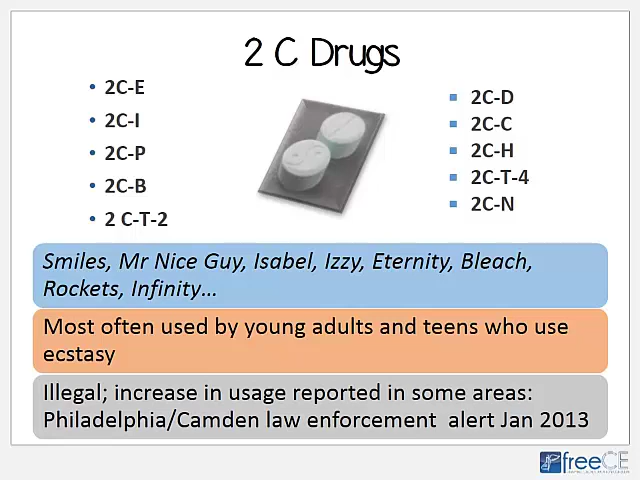 2 C Drugs
• 2C-E
• 2C-I
• 2C-P
• 2C-B
• 2 C-T-2
▪ 2C-D
▪ 2C-C
▪ 2C-H
▪ 2C-T-4
▪ 2C-N
Smiles, Mr Nice Guy, Isabel, Izzy, Eternity, Bleach,
Rockets, Infinity…
Most often used by young adults and teens who use
ecstasy
Illegal; increase in usage reported in some areas:
Philadelphia/Camden law enforcement  alert Jan 2013
freeCE